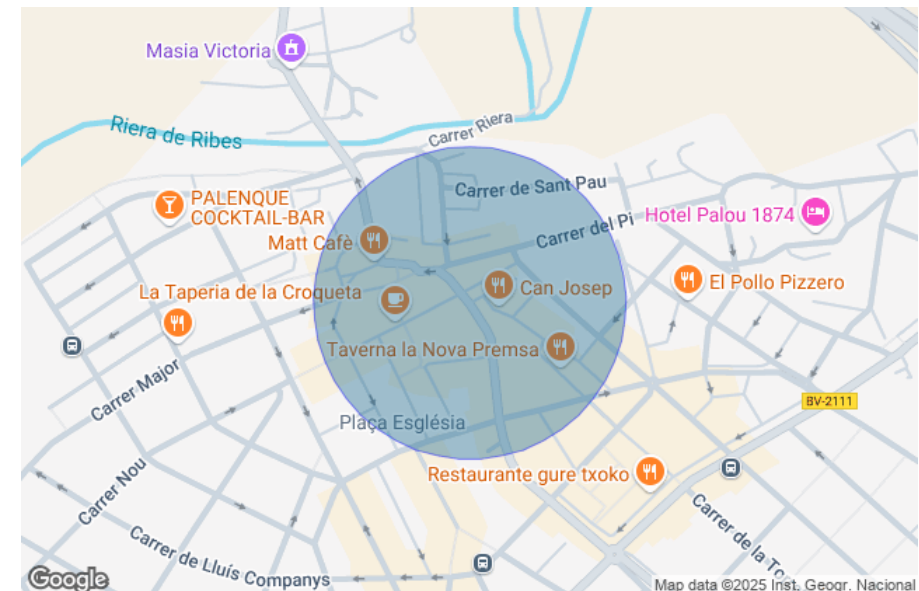 Masia Victoria
Riera de Ribes
Carrer Riera
PALENQUE
COCKTAIL-BAR
Carrer de Sant Pau
Hotel Palou 1874
Matt Cafè
Carrer del Pi
El Pollo Pizzero
La Taperia de la Croqueta
Can Josep
Taverna la Nova Premsa
Carrer Major
BV-2111
Plaça Església
Restaurante gure txoko
Carrer Nou
Carrer de la To
Carrer de Lluís Companys
Google
Map data ©2025 Inst. Geogr. Nacional